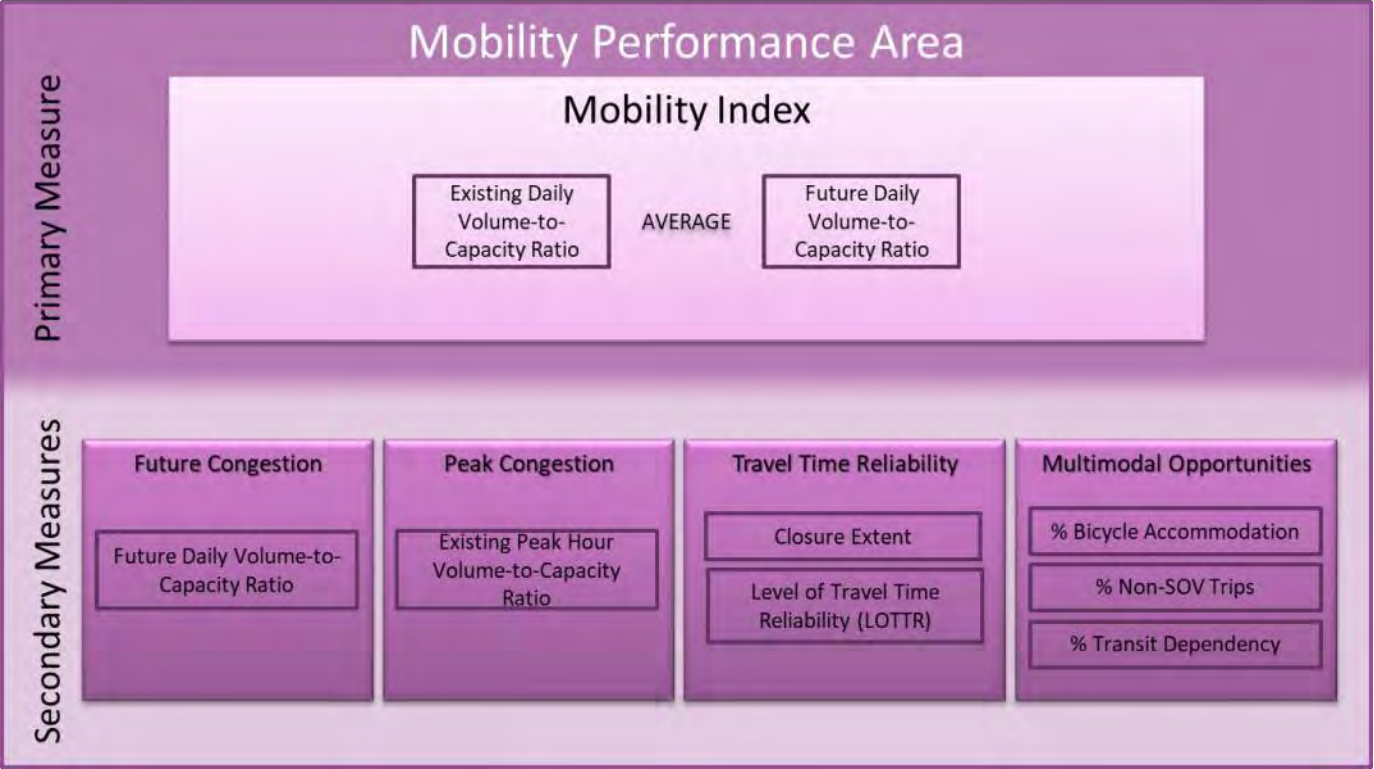 Mobility Performance Area
Primary Measure
Mobility Index
Existing Daily
Volume-to-
Capacity Ratio
AVERAGE
Future Daily
Volume-to-
Capacity Ratio
Secondary Measures
Future Congestion
Future Daily Volume-to-
Capacity Ratio
Peak Congestion
Existing Peak Hour
Volume-to-Capacity
Ratio
Travel Time Reliability
Closure Extent
Level of Travel Time
Reliability (LOTTR)
Multimodal Opportunities
% Bicycle Accommodation
% Non-SOV Trips
% Transit Dependency